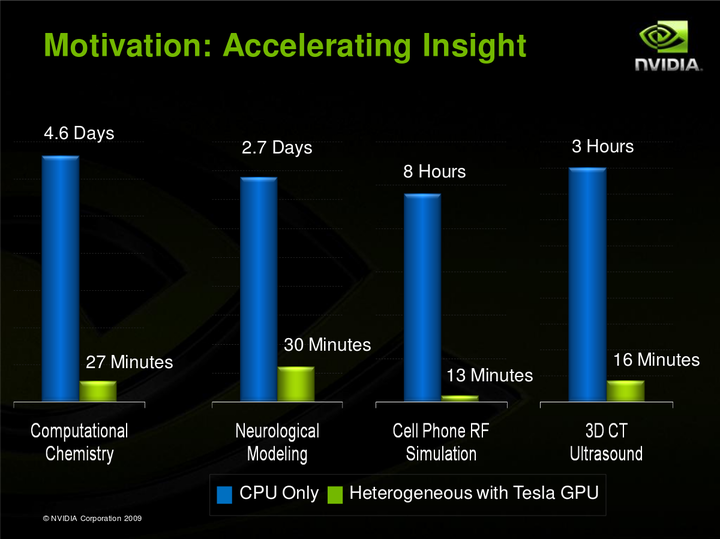 Motivation: Accelerating Insight
NVIDIA.
4.6 Days
2.7 Days
8 Hours
3 Hours
27 Minutes
30 Minutes
13 Minutes
16 Minutes
Computational
Chemistry
Neurological
Modeling
Cell Phone RF
Simulation
3D CT
Ultrasound
CPU Only
Heterogeneous with Tesla GPU
© NVIDIA Corporation 2009